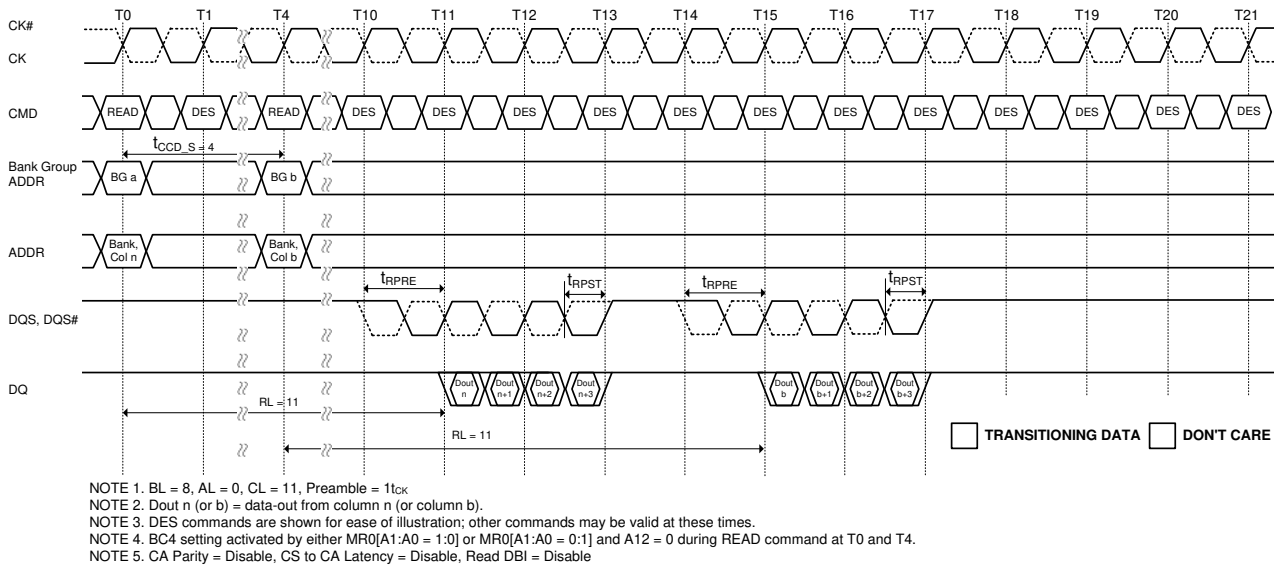 T0 T1 T4 T10 T11 T12 T13 T14 T15 T16 T17 T18 T19 T20 T21
CK#
CK
CMD READ DES READ DES DES DES DES DES DES DES DES DES DES DES DES
tCCD_S = 4
Bank Group
ADDR
BG a BG b
ADDR
Bank,
Col n
Bank,
Col b
tRPRE tRPST tRPRE tRPST
DQS, DQS#
DQ
Dout
n
Dout
n+1
Dout
n+2
Dout
n+3
Dout
b
Dout
b+1
Dout
b+2
Dout
b+3
RL = 11
RL = 11
TRANSITIONING DATA DON'T CARE
NOTE 1. BL = 8, AL = 0, CL = 11, Preamble = 1tCK
NOTE 2. Dout n (or b) = data-out from column n (or column b).
NOTE 3. DES commands are shown for ease of illustration; other commands may be valid at these times.
NOTE 4. BC4 setting activated by either MR0[A1:A0 = 1:0] or MR0[A1:A0 = 0:1] and A12 = 0 during READ command at T0 and T4.
NOTE 5. CA Parity = Disable, CS to CA Latency = Disable, Read DBI = Disable